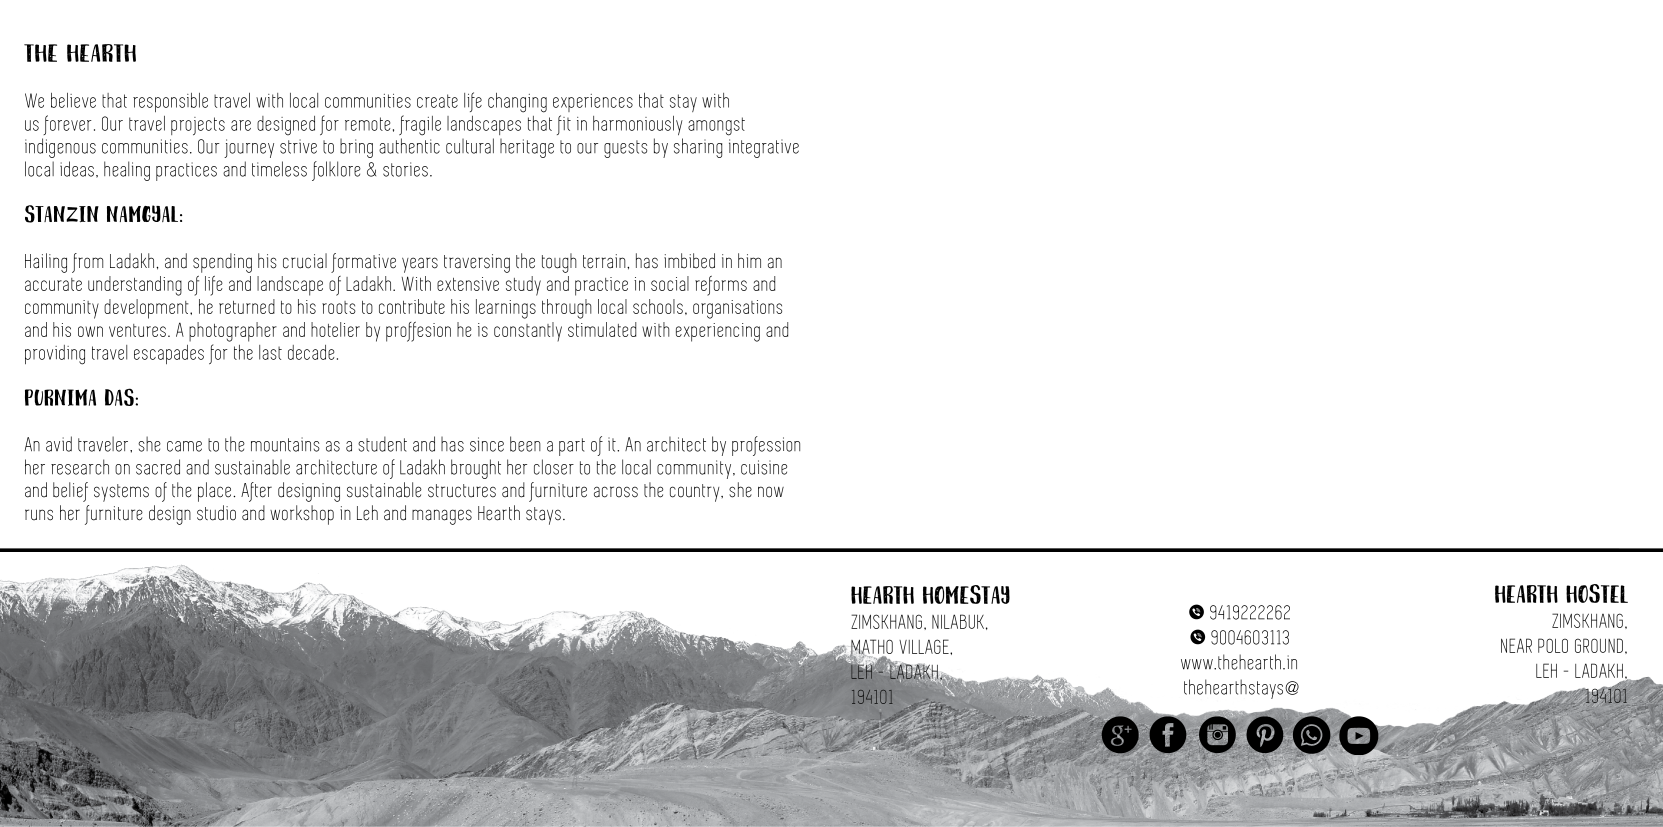 THE HEARTH
We believe that responsible travel with local communities create life changing experiences that stay with
us forever. Our travel projects are designed for remote, fragile landscapes that fit in harmoniously amongst
indigenous communities. Our journey strive to bring authentic cultural heritage to our guests by sharing integrative
local ideas, healing practices and timeless folklore & stories.
STANZIN NAMGYAL:
Hailing from Ladakh, and spending his crucial formative years traversing the tough terrain, has imbibed in him an
accurate understanding of life and landscape of Ladakh. With extensive study and practice in social reforms and
community development, he returned to his roots to contribute his learnings through local schools, organisations
and his own ventures. A photographer and hotelier by proffesion he is constantly stimulated with experiencing and
providing travel escapades for the last decade.
PURNIMA DAS:
An avid traveler, she came to the mountains as a student and has since been a part of it. An architect by profession
her research on sacred and sustainable architecture of Ladakh brought her closer to the local community, cuisine
and belief systems of the place. After designing sustainable structures and furniture across the country, she now
runs her furniture design studio and workshop in Leh and manages Hearth stays.
HEARTH HOMESTAY
ZIMSKHANG, NILABUK,
MATHO VILLAGE,
LEH - LADAKH,
194101
9419222262
9004603113
www.thehearth.in
thehearthstays@
g+
HEARTH HOSTEL
ZIMSKHANG,
NEAR POLO GROUND,
LEH - LADAKH,
194101